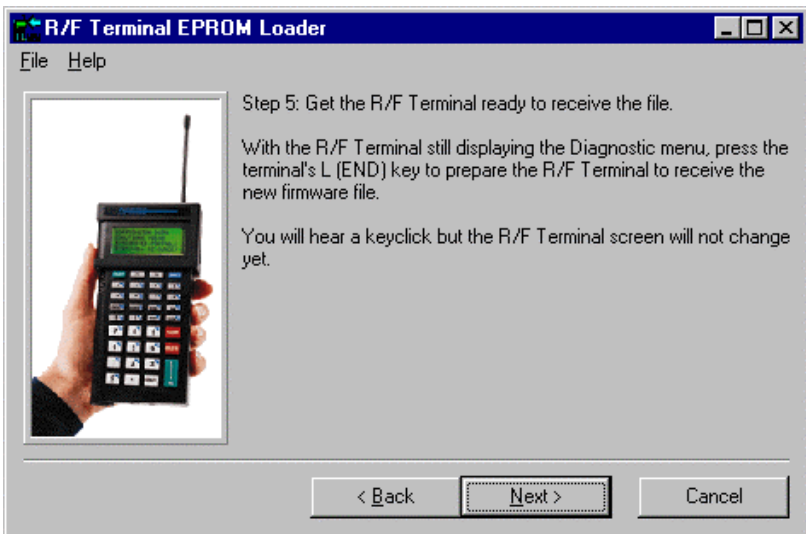 R/F Terminal EPROM Loader
File Help
Step 5: Get the R/F Terminal ready to receive the file.
With the R/F Terminal still displaying the Diagnostic menu, press the
terminal's L (END) key to prepare the R/F Terminal to receive the
new firmware file.
You will hear a keyclick but the R/F Terminal screen will not change
yet.
< Back
Next >
Cancel